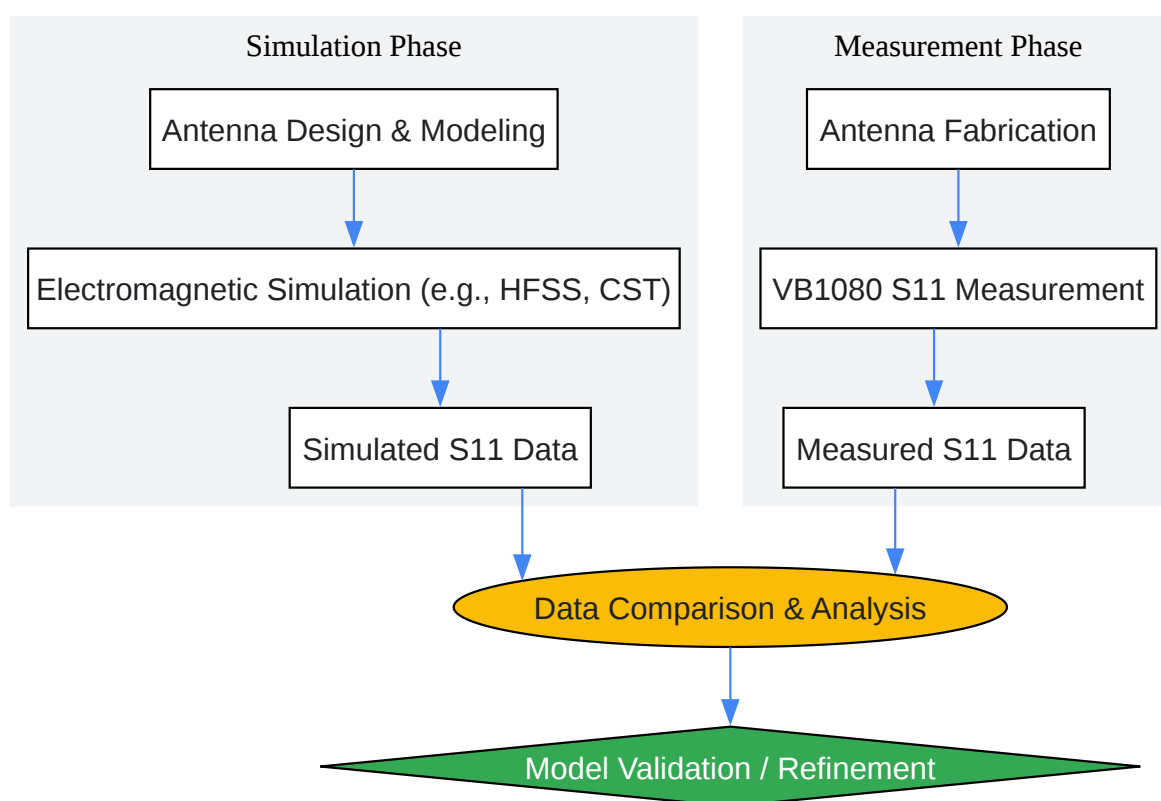 Simulation Phase
Antenna Design & Modeling
Electromagnetic Simulation (e.g., HFSS, CST)
Simulated S11 Data
Measurement Phase
Antenna Fabrication
VB1080 S11 Measurement
Measured S11 Data
Data Comparison & Analysis
Model Validation / Refinement